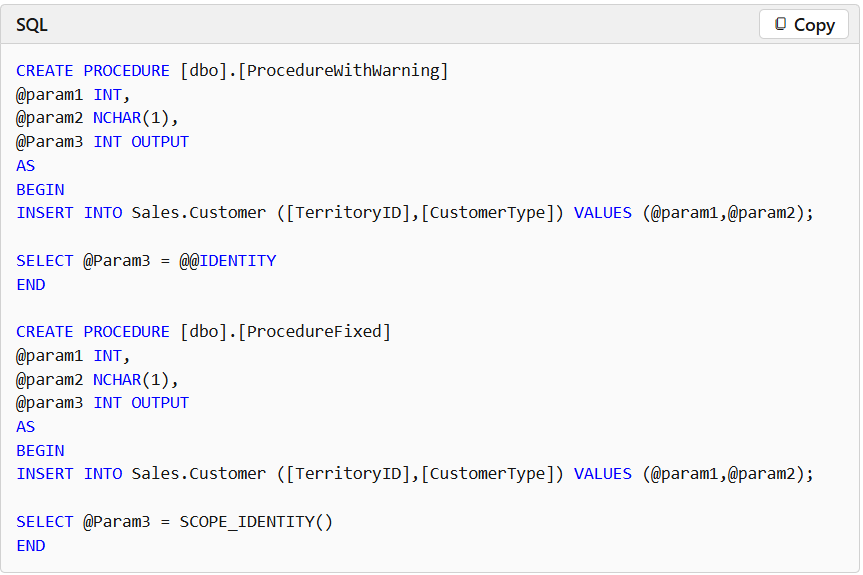 SQL
Copy
CREATE PROCEDURE [dbo].[ProcedureWithWarning]
@param1 INT,
@param2 NCHAR(1),
@Param3 INT OUTPUT
AS
BEGIN
INSERT INTO Sales.Customer ([TerritoryID],[CustomerType]) VALUES (@param1,@param2);
SELECT @Param3 = @@IDENTITY
END
CREATE PROCEDURE [dbo].[ProcedureFixed]
@param1 INT,
@param2 NCHAR(1),
@param3 INT OUTPUT
AS
BEGIN
INSERT INTO Sales.Customer ([TerritoryID],[CustomerType]) VALUES (@param1,@param2);
SELECT @Param3 = SCOPE_IDENTITY()
END